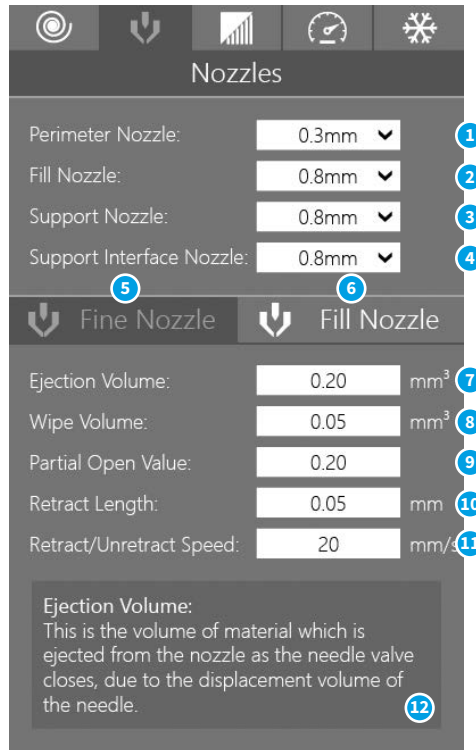 Nozzles
Perimeter Nozzle: 0.3mm 1
Fill Nozzle: 0.8mm 2
Support Nozzle: 0.8mm 3
Support Interface Nozzle: 0.8mm 4
5 6
Fine Nozzle Fill Nozzle
Ejection Volume: 0.20 mm³ 7
Wipe Volume: 0.05 mm³ 8
Partial Open Value: 0.20 9
Retract Length: 0.05 mm 10
Retract/Unretract Speed: 20 mm/s 11
Ejection Volume:
This is the volume of material which is
ejected from the nozzle as the needle valve
closes, due to the displacement volume of
the needle. 12